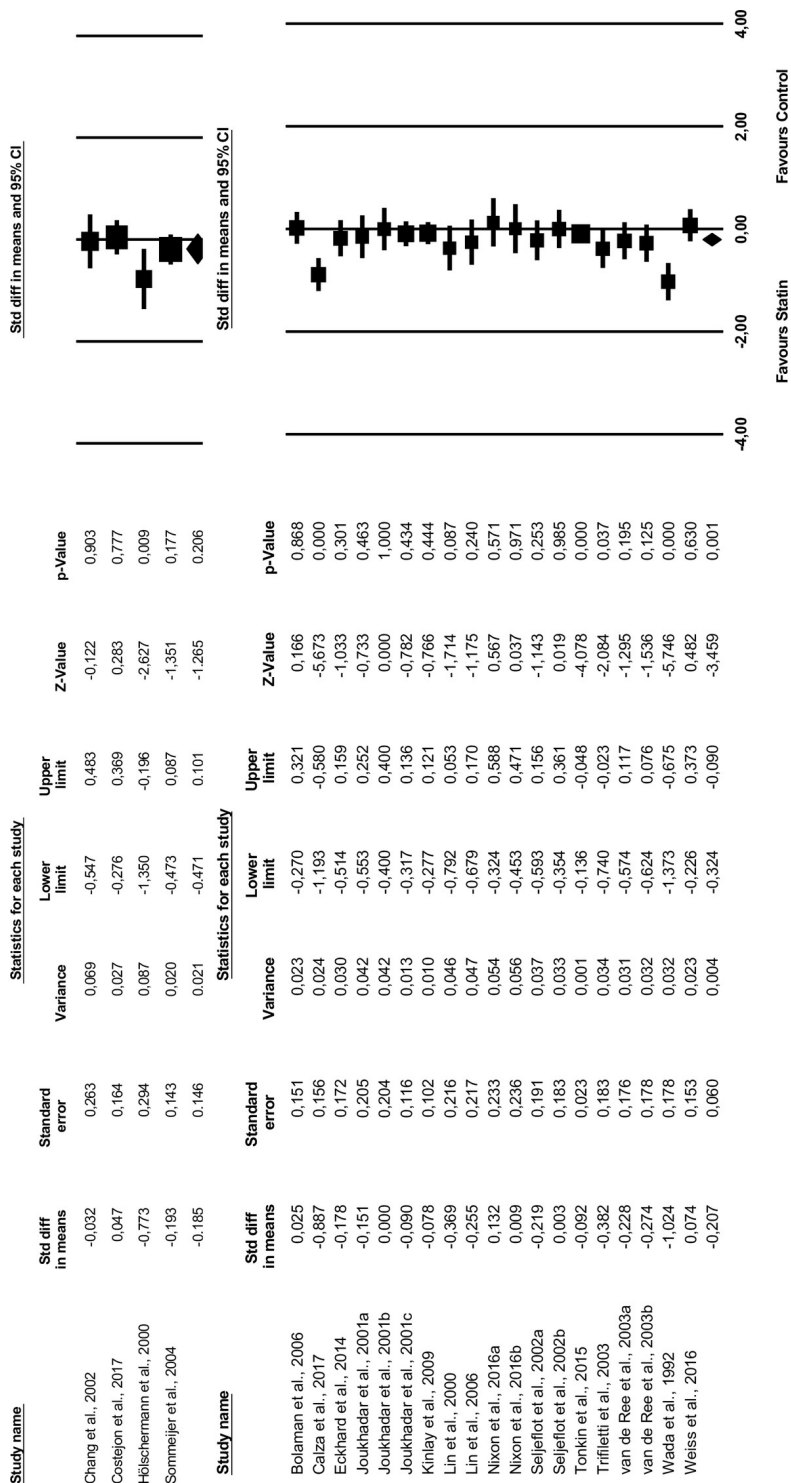 Study name
Statistics for each study
Std diff in means and 95% CI
Std diff in means
Standard error
Variance
Lower limit
Upper limit
Z-Value
p-Value
Chang et al., 2002 -0,032 0,263 0,069 -0,547 0,483 -0,122 0,903
Costejon et al., 2017 0,047 0,164 0,027 -0,276 0,369 0,283 0,777
Hölschermann et al., 2000 -0,773 0,294 0,087 -1,350 -0,196 -2,627 0,009
Sommeijer et al., 2004 -0,193 0,143 0,020 -0,473 0,087 -1,351 0,177
-0.185 0.146 0.021 -0.471 0.101 -1.265 0.206
Study name
Statistics for each study
Std diff in means and 95% CI
Std diff in means
Standard error
Variance
Lower limit
Upper limit
Z-Value
p-Value
Bolaman et al., 2006 0,025 0,151 0,023 -0,270 0,321 0,166 0,868
Calza et al., 2017 -0,887 0,156 0,024 -1,193 -0,580 -5,673 0,000
Eckhard et al., 2014 -0,178 0,172 0,030 -0,514 0,159 -1,033 0,301
Joukhadar et al., 2001a -0,151 0,205 0,042 -0,553 0,252 -0,733 0,463
Joukhadar et al., 2001b 0,000 0,204 0,042 -0,400 0,400 0,000 1,000
Joukhadar et al., 2001c -0,090 0,116 0,013 -0,317 0,136 -0,782 0,434
Kinlay et al., 2009 -0,078 0,102 0,010 -0,277 0,121 -0,766 0,444
Lin et al., 2000 -0,369 0,216 0,046 -0,792 0,053 -1,714 0,087
Lin et al., 2006 -0,255 0,217 0,047 -0,679 0,170 -1,175 0,240
Nixon et al., 2016a 0,132 0,233 0,054 -0,324 0,588 0,567 0,571
Nixon et al., 2016b 0,009 0,236 0,056 -0,453 0,471 0,037 0,971
Seljeflot et al., 2002a -0,219 0,191 0,037 -0,593 0,156 -1,143 0,253
Seljeflot et al., 2002b 0,003 0,183 0,033 -0,354 0,361 0,019 0,985
Tonkin et al., 2015 -0,092 0,023 0,001 -0,136 -0,048 -4,078 0,000
Trifiletti et al., 2003 -0,382 0,183 0,034 -0,740 -0,023 -2,084 0,037
van de Ree et al., 2003a -0,228 0,176 0,031 -0,574 0,117 -1,295 0,195
van de Ree et al., 2003b -0,274 0,178 0,032 -0,624 0,076 -1,536 0,125
Wada et al., 1992 -1,024 0,178 0,032 -1,373 -0,675 -5,746 0,000
Weiss et al., 2016 0,074 0,153 0,023 -0,226 0,373 0,482 0,630
-0,207 0,060 0,004 -0,324 -0,090 -3,459 0,001
-4,00 -2,00 0,00 2,00 4,00
Favours Statin Favours Control